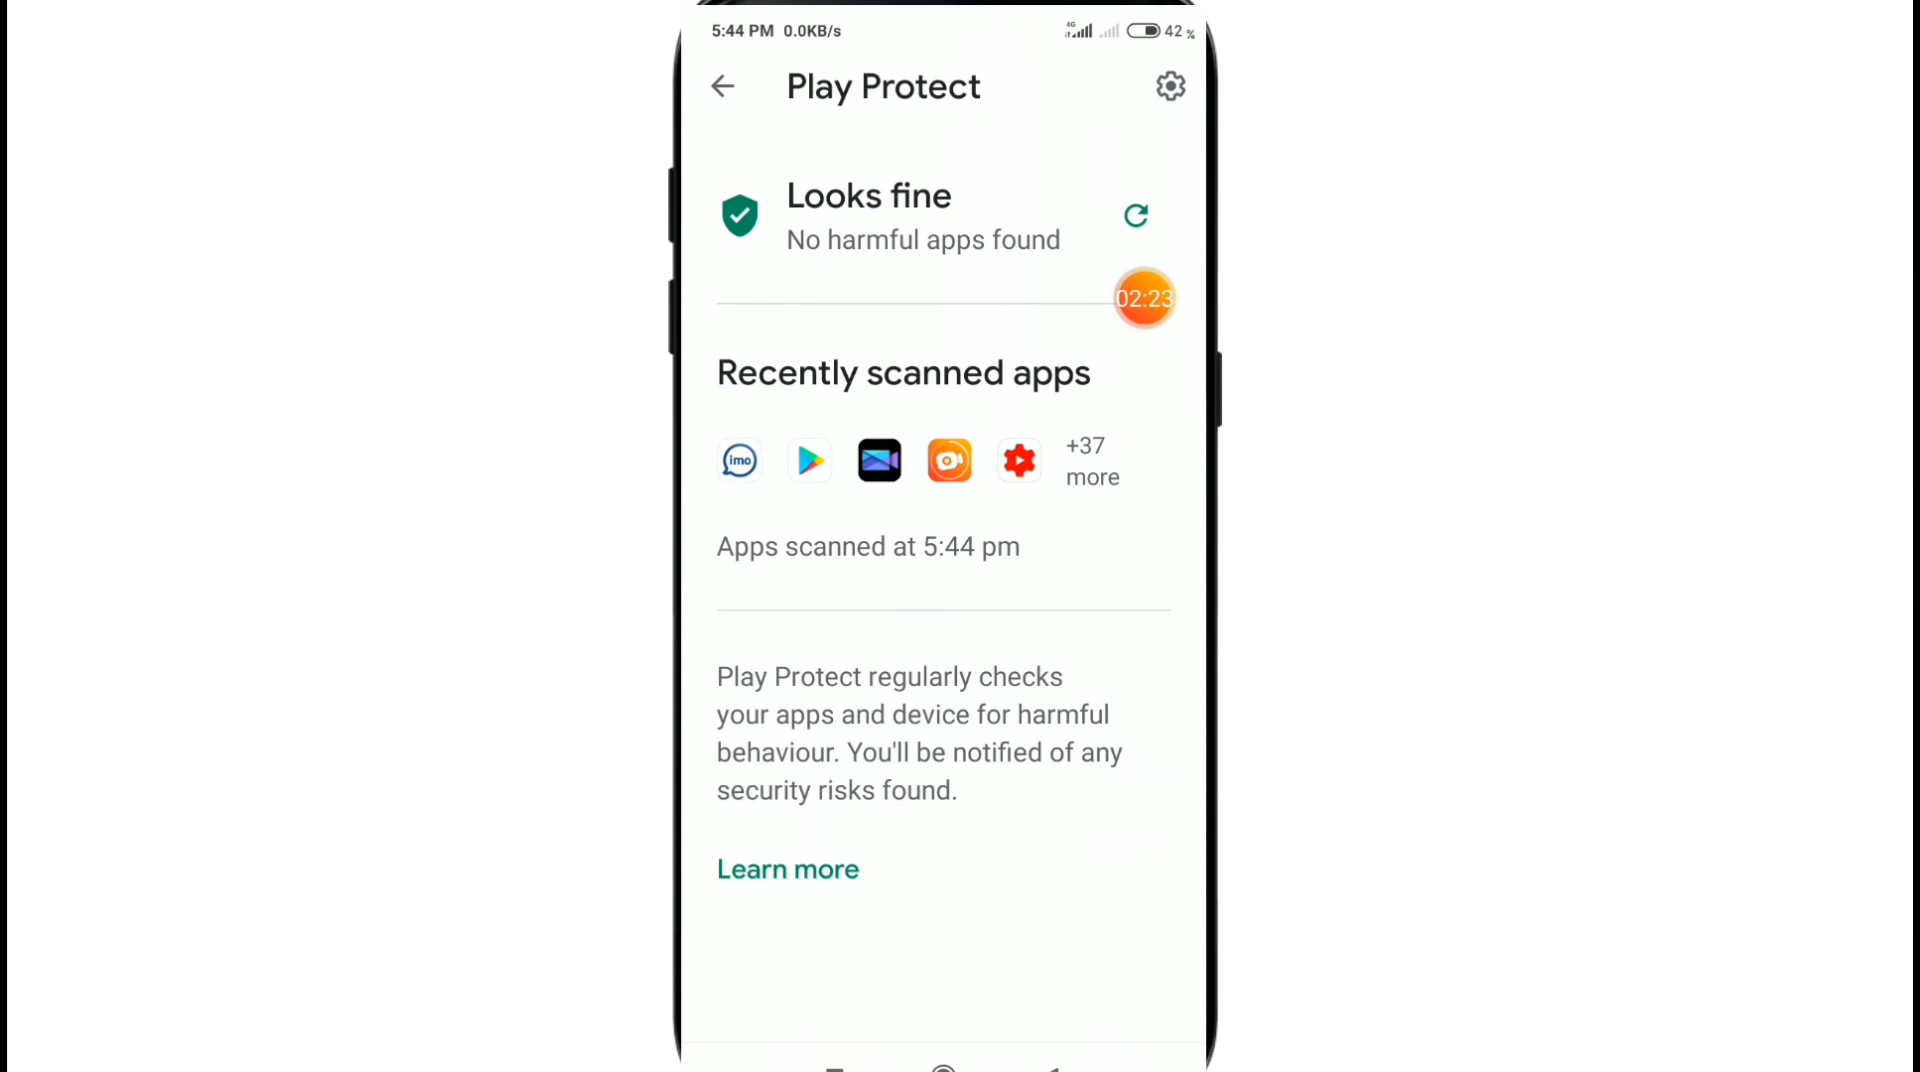 5:44 PM 0.0KB/s 4G 42 %
Play Protect
Looks fine
No harmful apps found
02:23
Recently scanned apps
imo
+37
more
Apps scanned at 5:44 pm
Play Protect regularly checks
your apps and device for harmful
behaviour. You'll be notified of any
security risks found.
Learn more